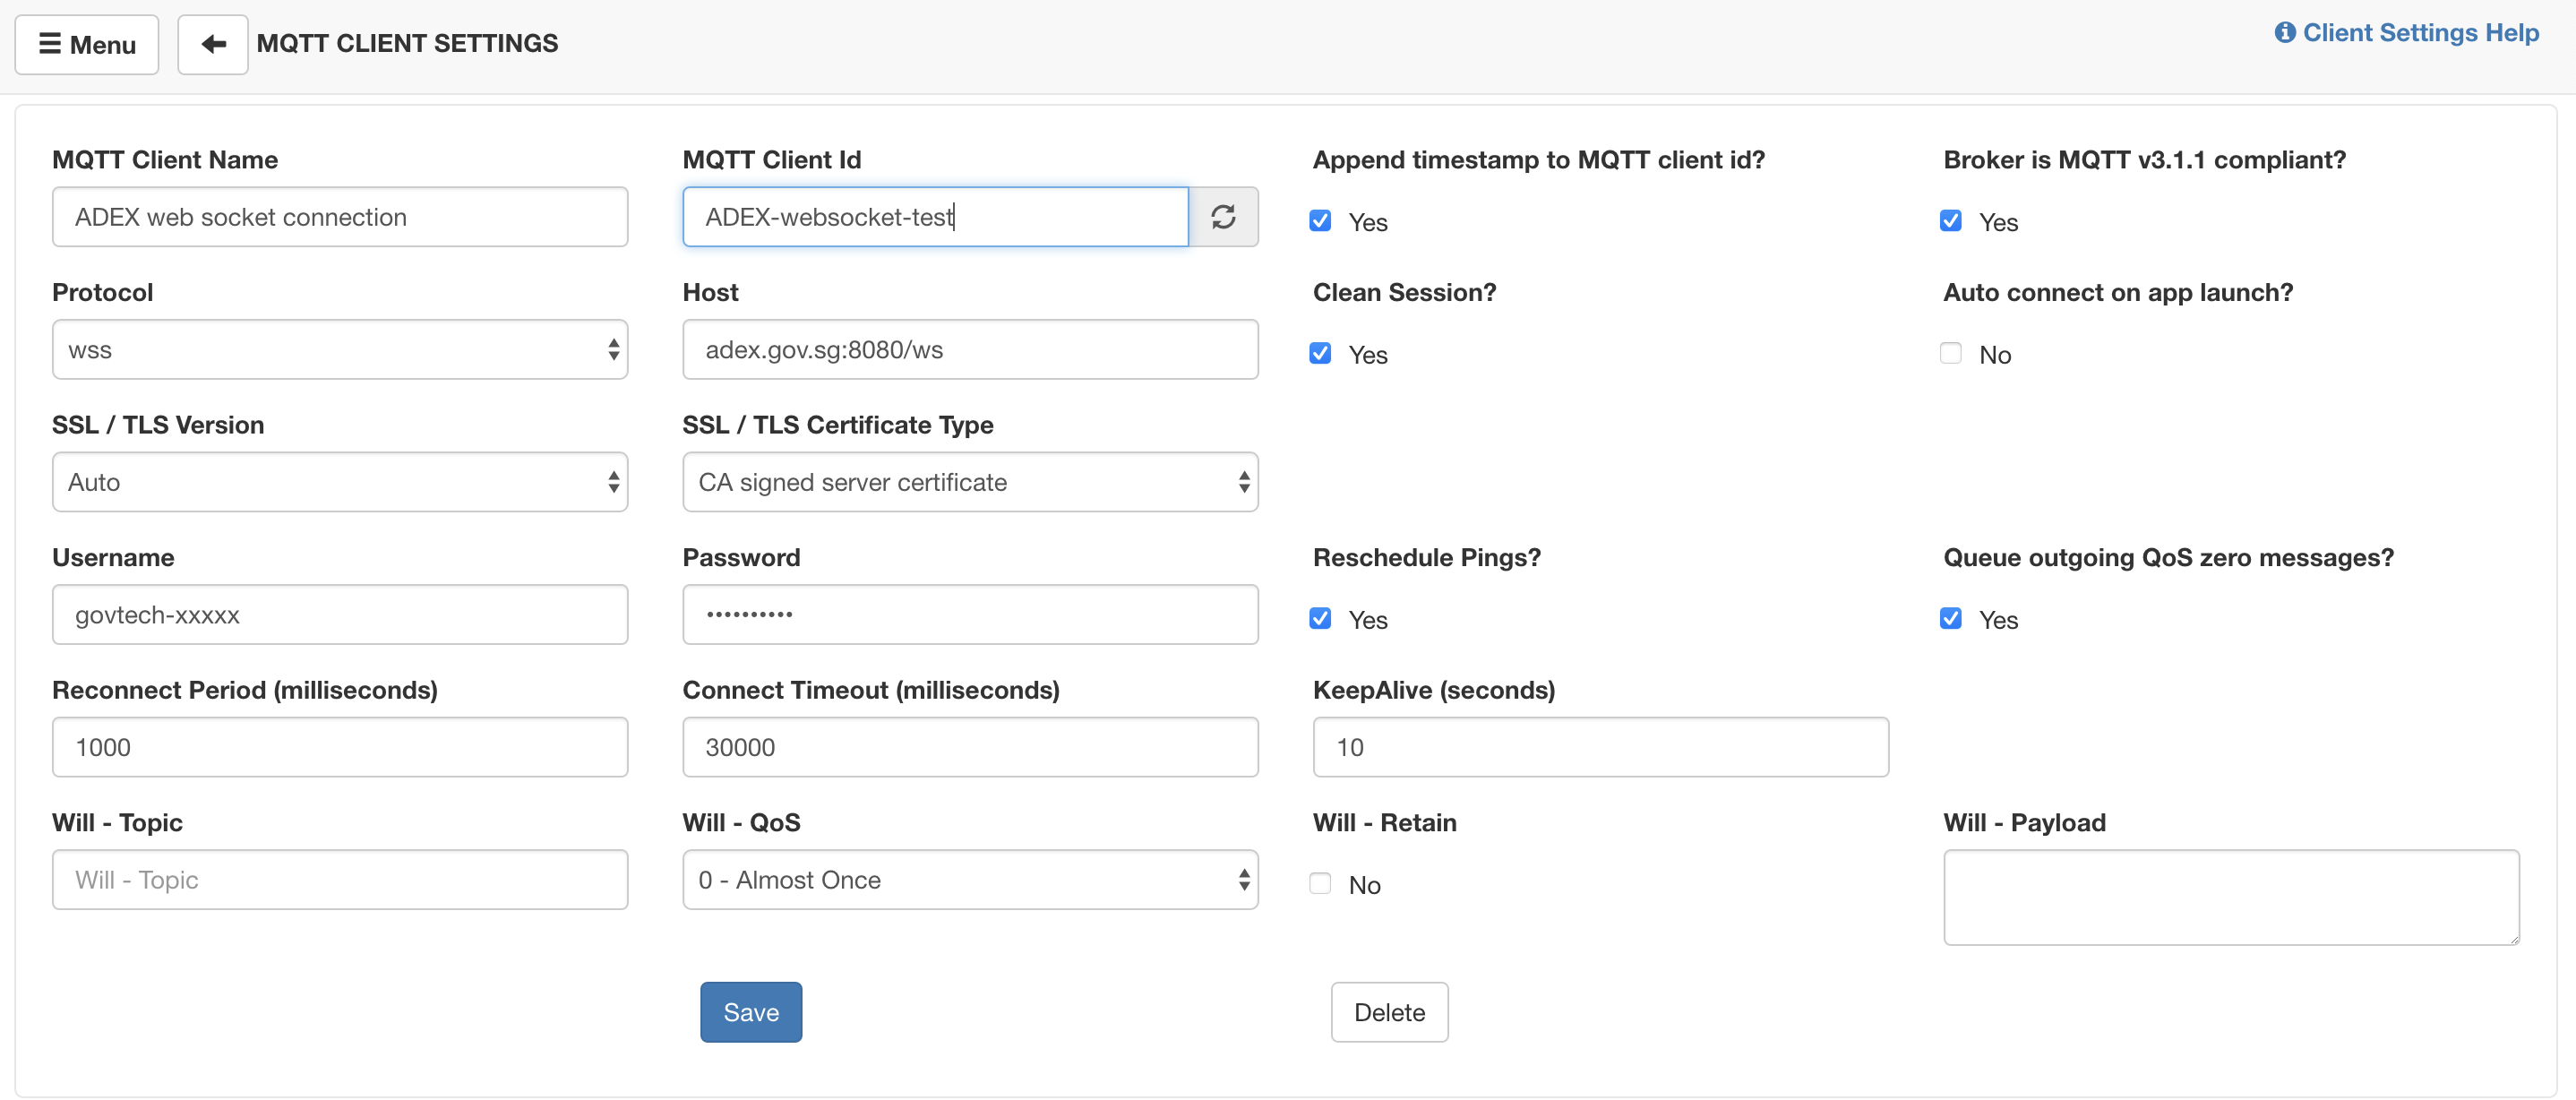 Menu
MQTT CLIENT SETTINGS
Client Settings Help
MQTT Client Name
MQTT Client Id
Append timestamp to MQTT client id?
Broker is MQTT v3.1.1 compliant?
ADEX web socket connection
ADEX-websocket-test
Yes
Yes
Protocol
Host
Clean Session?
Auto connect on app launch?
wss
adex.gov.sg:8080/ws
Yes
No
SSL / TLS Version
SSL / TLS Certificate Type
Auto
CA signed server certificate
Username
Password
Reschedule Pings?
Queue outgoing QoS zero messages?
govtech-xxxxx
••••••••••
Yes
Yes
Reconnect Period (milliseconds)
Connect Timeout (milliseconds)
KeepAlive (seconds)
1000
30000
10
Will - Topic
Will - QoS
Will - Retain
Will - Payload
Will - Topic
0 - Almost Once
No
Save
Delete